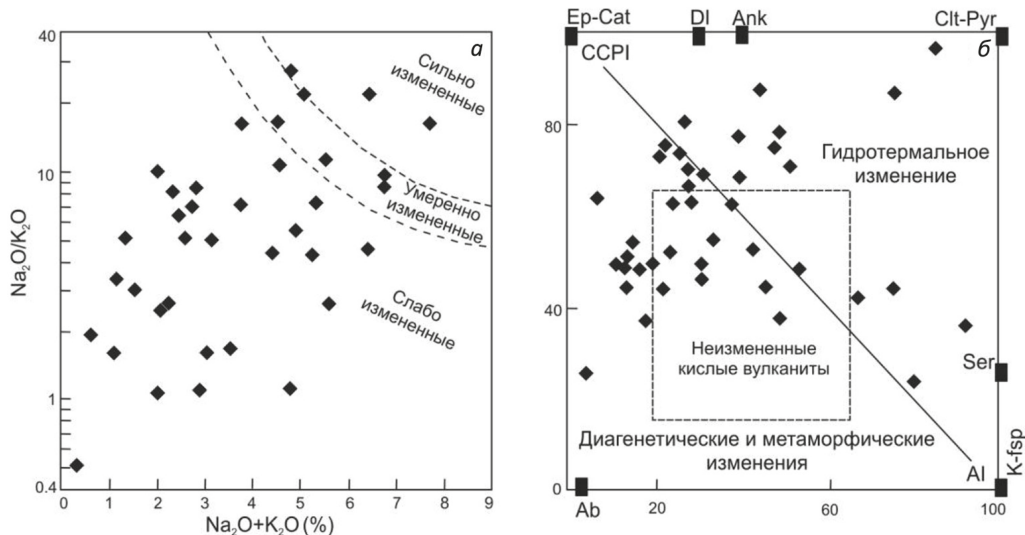 40
10
1
0.4
Na₂O/K₂O
0 1 2 3 4 5 6 7 8 9
Na₂O+K₂O (%)
а
Сильно
измененные
Умеренно
измененные
Слабо
измененные
Ep-Cat Dl Ank Clt-Pyr
б
CCPI
80
40
0
Гидротермальное
изменение
Неизмененные
кислые вулканиты
Диагенетические и метаморфические
изменения
Ser
K-fsp
AI
Ab 20 60 100